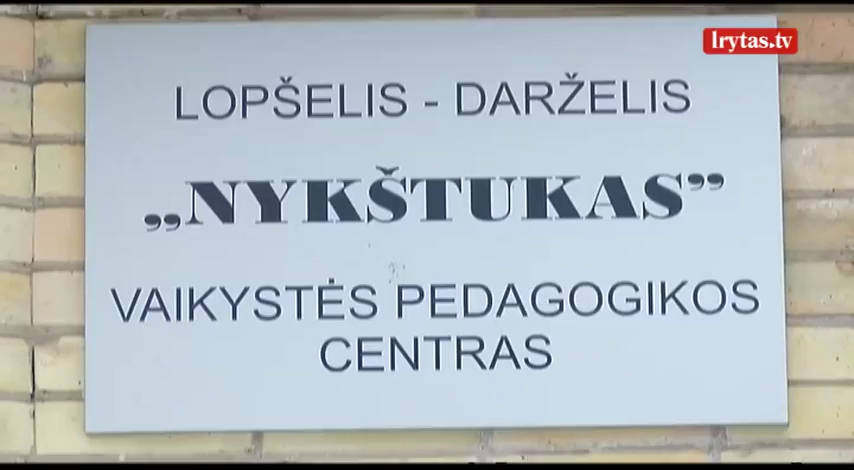 lrytas.tv
LOPŠELIS - DARŽELIS
„NYKŠTUKAS”
VAIKYSTĖS PEDAGOGIKOS
CENTRAS